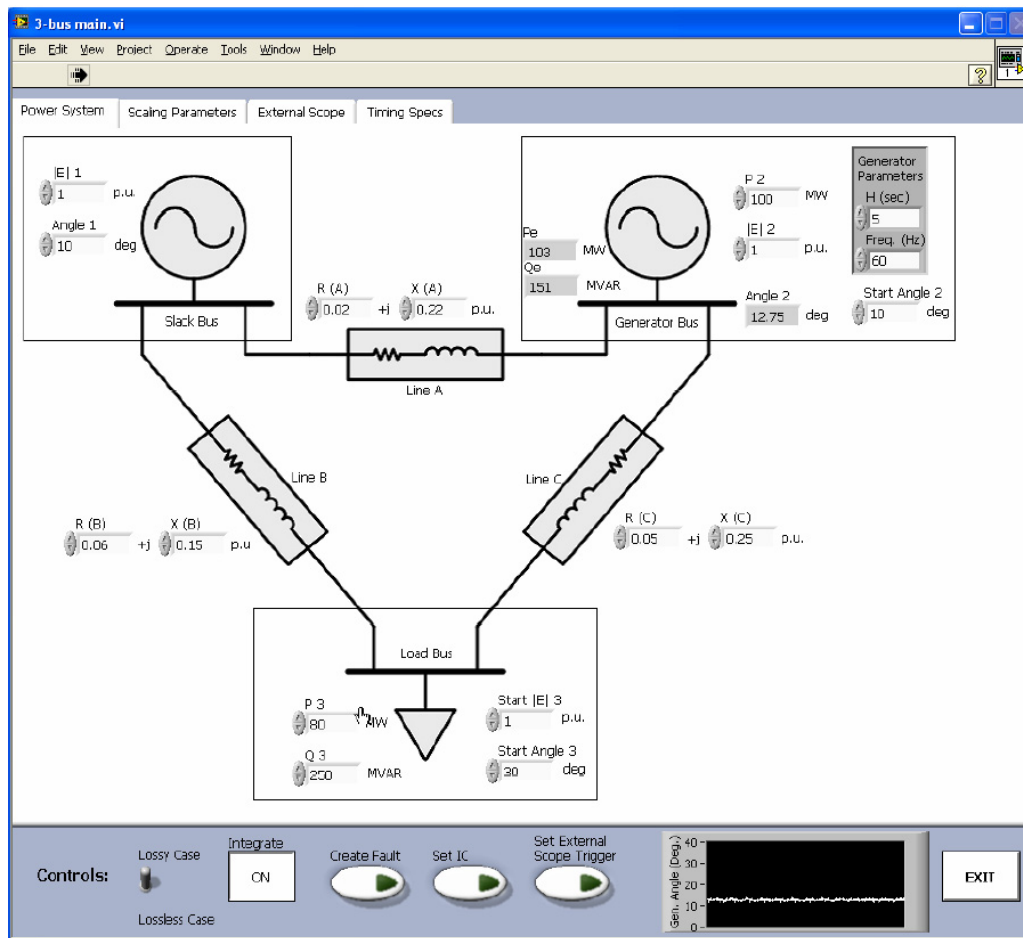 3-bus main.vi
File Edit View Project Operate Tools Window Help
1
?
Power System Scaling Parameters External Scope Timing Specs
|E| 1
1 p.u.
Angle 1
10 deg
Slack Bus
R (A) X (A)
0.02 +j 0.22 p.u.
Line A
Pe
103 MW
Qe
151 MVAR
P 2
100 MW
|E| 2
1 p.u.
Generator
Parameters
H (sec)
5
Freq. (Hz)
60
Angle 2
12.75 deg
Start Angle 2
10 deg
Generator Bus
Line B
R (B) X (B)
0.06 +j 0.15 p.u
Line C
R (C) X (C)
0.05 +j 0.25 p.u.
Load Bus
P 3
80 MW
Q 3
250 MVAR
Start |E| 3
1 p.u.
Start Angle 3
deg
Controls:
Lossy Case
Lossless Case
Integrate
ON
Create Fault
Set IC
Set External
Scope Trigger
Gen. Angle (Deg.)
40
30
20
10
0
EXIT